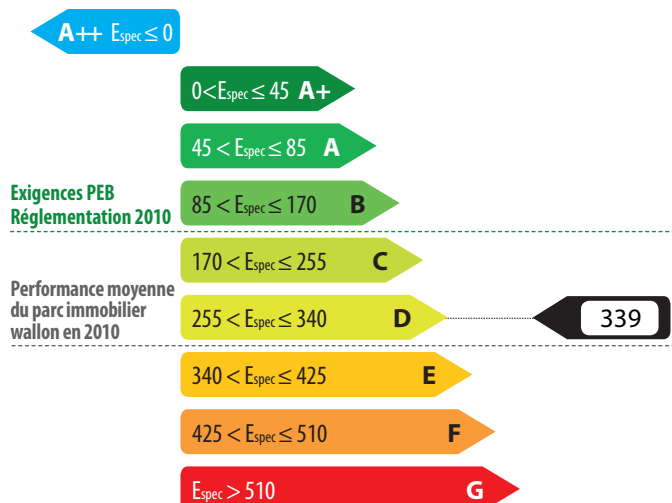 A++ Espec ≤ 0
0<Espec ≤ 45 A+
45 < Espec ≤ 85 A
Exigences PEB
Réglementation 2010
85 < Espec ≤ 170 B
170 < Espec ≤ 255 C
Performance moyenne
du parc immobilier
wallon en 2010
255 < Espec ≤ 340 D
339
340 < Espec ≤ 425 E
425 < Espec ≤ 510 F
Espec > 510 G